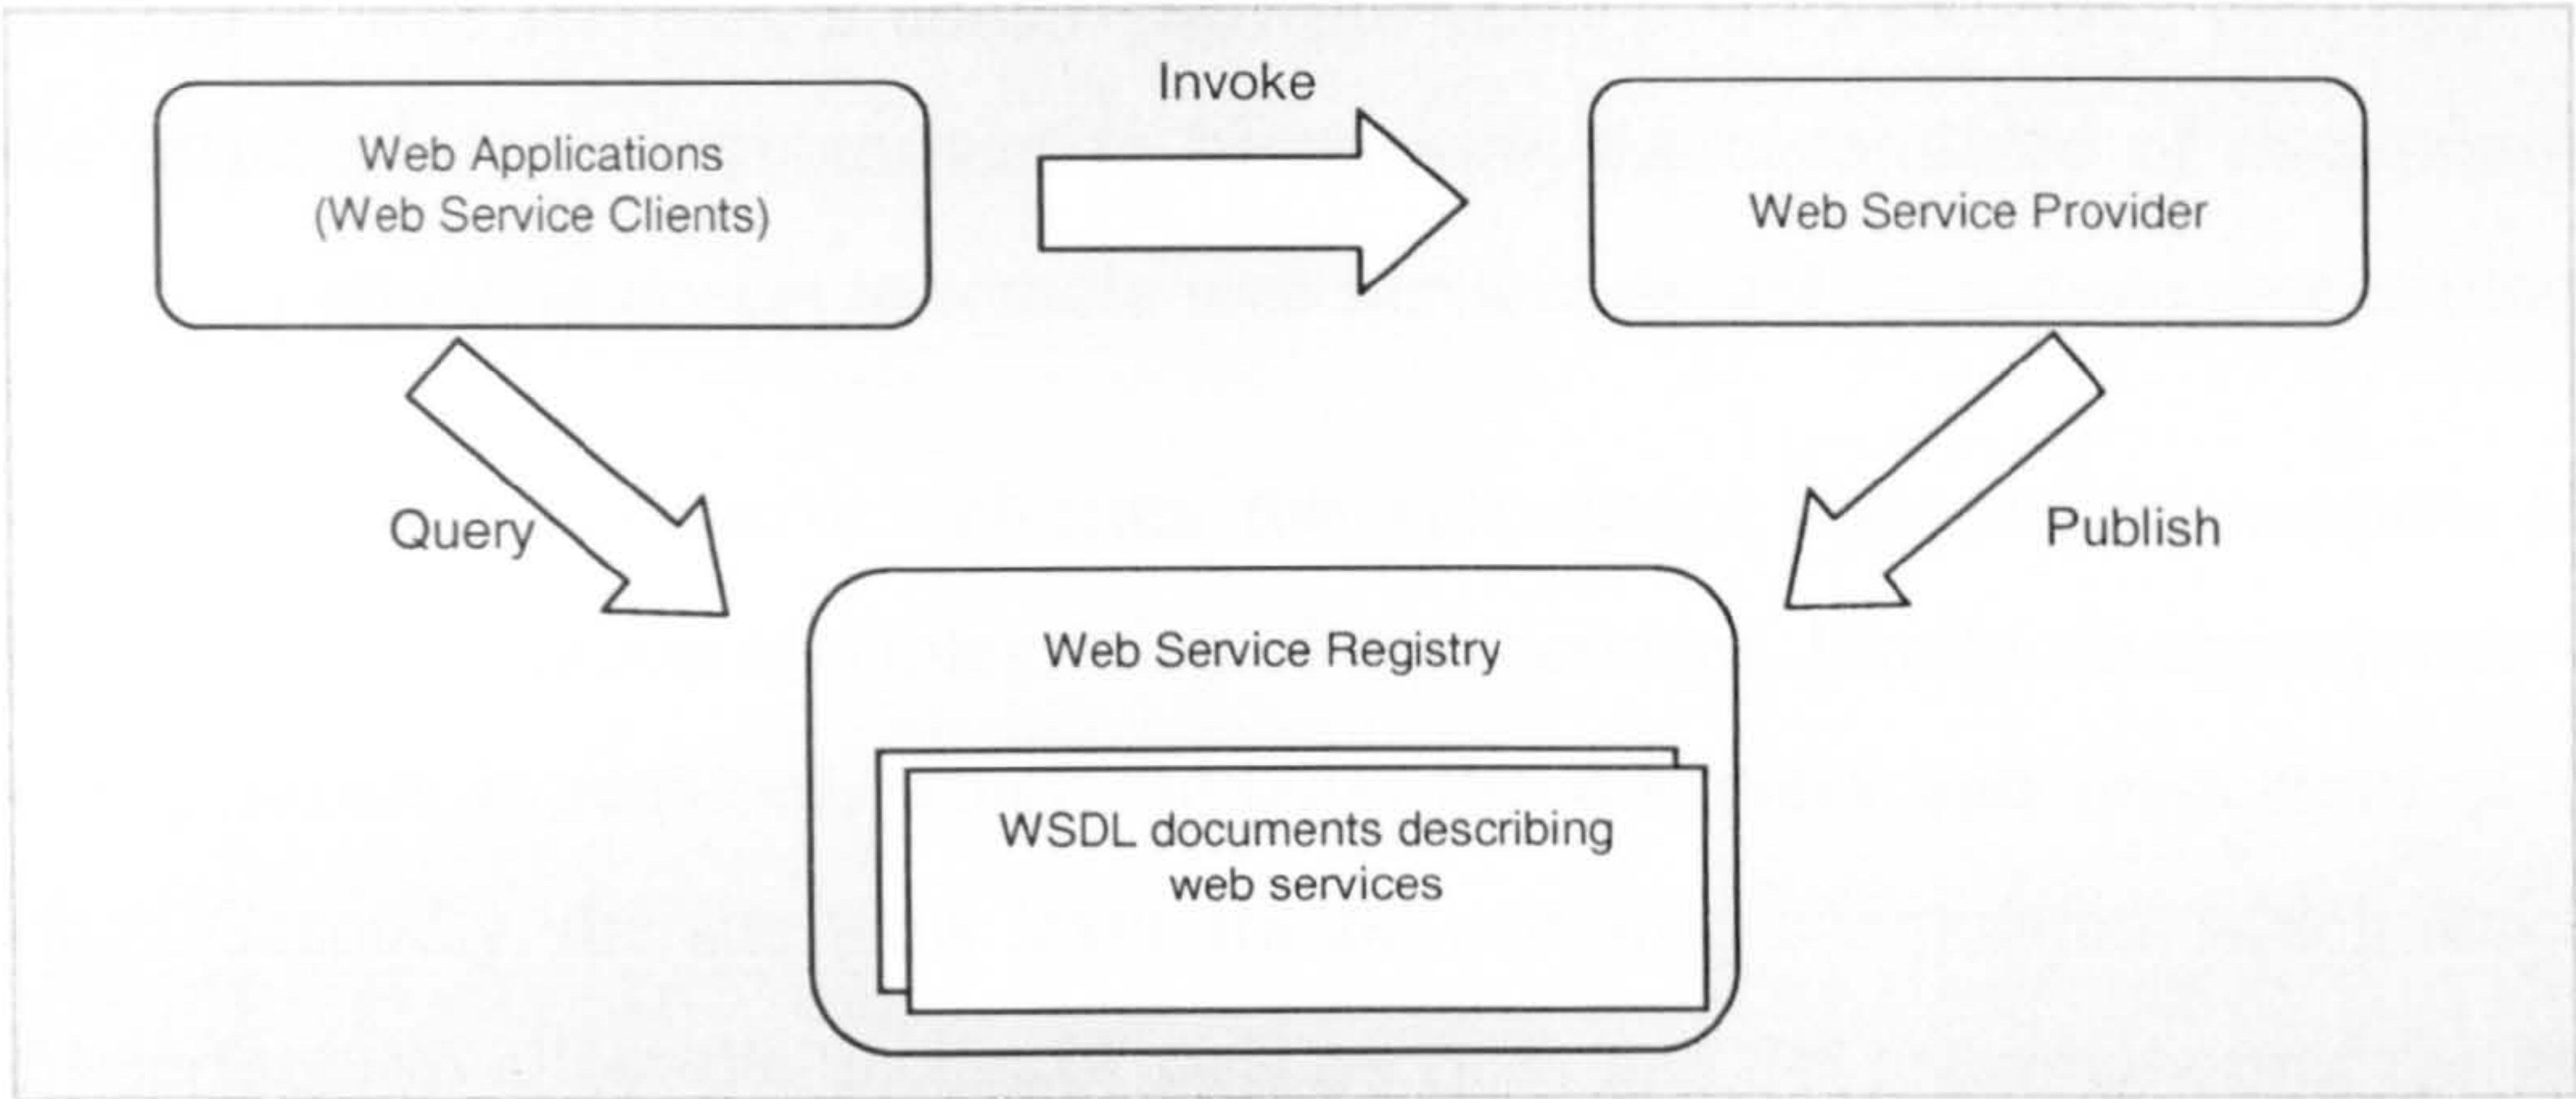 Invoke
Web Applications
(Web Service Clients)
Web Service Provider
Query
Publish
Web Service Registry
WSDL documents describing
web services